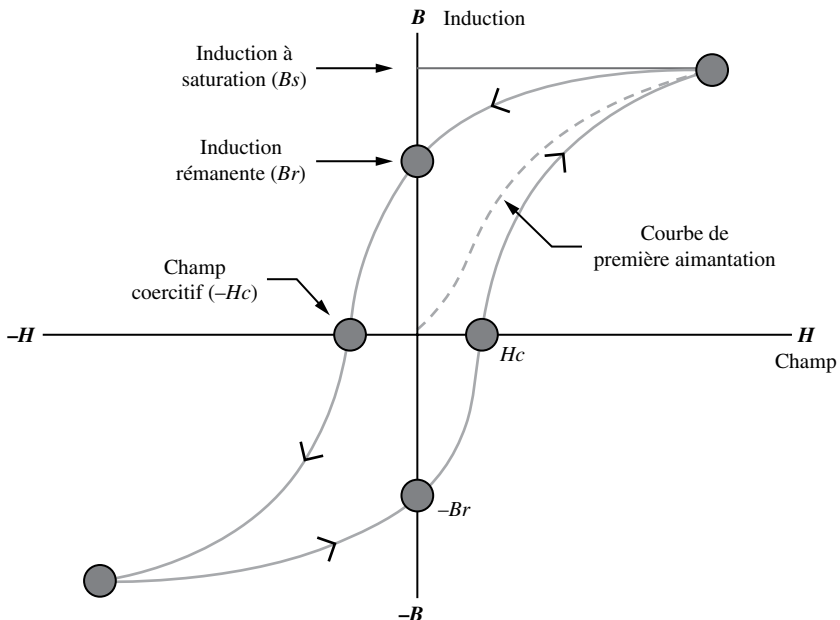 B Induction
Induction à
saturation (Bs)
Induction
rémanente (Br)
Courbe de
première aimantation
Champ
coercitif (–Hc)
–H
H
Hc
Champ
–Br
–B